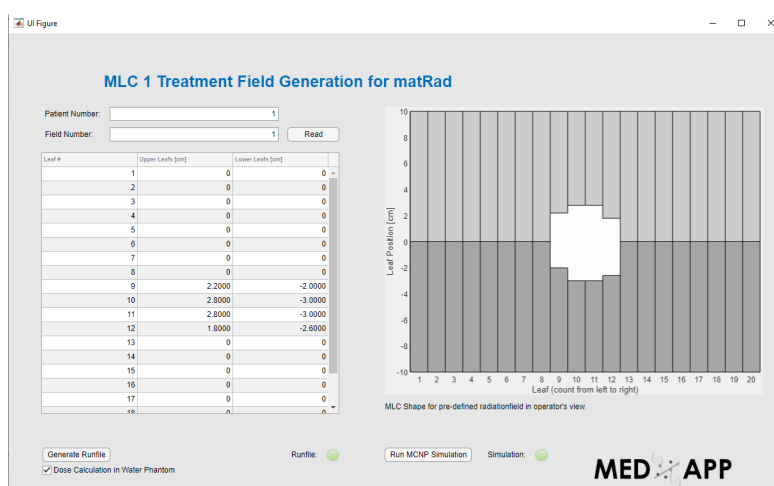 UI Figure
MLC 1 Treatment Field Generation for matRad
Patient Number: 1
Field Number: 1 Read
Leaf # Upper Leafs [cm] Lower Leafs [cm]
1 0 0
2 0 0
3 0 0
4 0 0
5 0 0
6 0 0
7 0 0
8 0 0
9 2.2000 -2.0000
10 2.8000 -3.0000
11 2.8000 -3.0000
12 1.8000 -2.6000
13 0 0
14 0 0
15 0 0
16 0 0
17 0 0
18 0 0
10
8
6
4
2
0
-2
-4
-6
-8
-10
Leaf Position [cm]
1 2 3 4 5 6 7 8 9 10 11 12 13 14 15 16 17 18 19 20
Leaf (count from left to right)
MLC Shape for pre-defined radiationfield in operator's view.
Generate Runfile Runfile: Run MCNP Simulation Simulation:
Dose Calculation in Water Phantom
MED APP